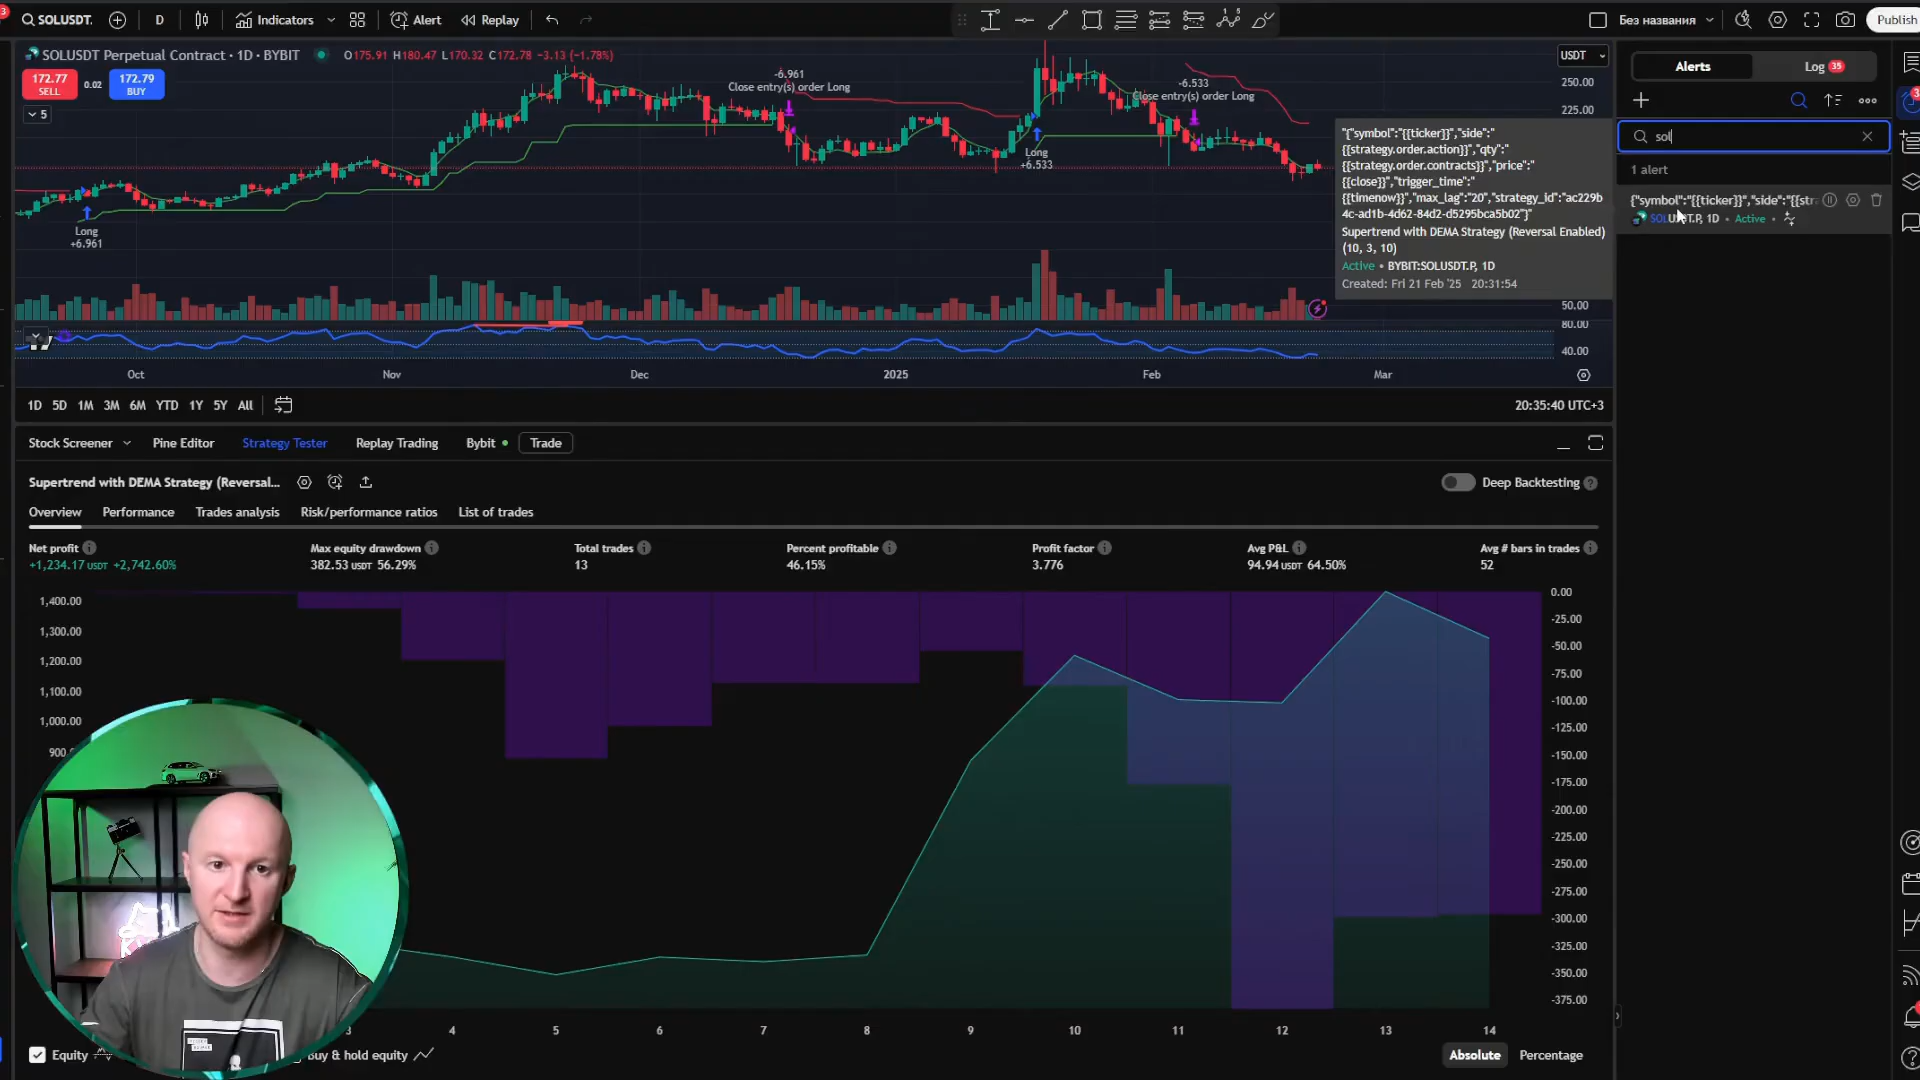 3
SOLUSDT.
D
Indicators
Alert
Replay
Без названия
Publish
SOLUSDT Perpetual Contract · 1D · BYBIT
O175.91 H180.47 L170.32 C172.78 −3.13 (−1.78%)
172.77
SELL
0.02
172.79
BUY
5
USDT
250.00
225.00
50.00
80.00
40.00
-6.961
Close entry(s) order Long
-6.533
Close entry(s) order Long
Long
+6.533
Long
+6.961
Oct
Nov
Dec
2025
Feb
Mar
"{"symbol":"{{ticker}}","side":"
{{strategy.order.action}}","qty":"
{{strategy.order.contracts}}","price":"
{{close}}","trigger_time":"
{{timenow}}","max_lag":"20","strategy_id":"ac229b
4c-ad1b-4d62-84d2-d5295bca5b02"}"
Supertrend with DEMA Strategy (Reversal Enabled)
(10, 3, 10)
Active • BYBIT:SOLUSDT.P, 1D
Created: Fri 21 Feb '25 20:31:54
Alerts
Log 35
sol
1 alert
{"symbol":"{{ticker}}","side":"{{str
SOLUSDT.P, 1D • Active •
1D 5D 1M 3M 6M YTD 1Y 5Y All
20:35:40 UTC+3
Stock Screener
Pine Editor
Strategy Tester
Replay Trading
Bybit
Trade
Supertrend with DEMA Strategy (Reversal...
Deep Backtesting
Overview
Performance
Trades analysis
Risk/performance ratios
List of trades
Net profit
+1,234.17 USDT +2,742.60%
Max equity drawdown
382.53 USDT 56.29%
Total trades
13
Percent profitable
46.15%
Profit factor
3.776
Avg P&L
94.94 USDT 64.50%
Avg # bars in trades
52
1,400.00
1,300.00
1,200.00
1,100.00
1,000.00
900
0.00
-25.00
-50.00
-75.00
-100.00
-125.00
-150.00
-175.00
-200.00
-225.00
-250.00
-275.00
-300.00
-325.00
-350.00
-375.00
3
4
5
6
7
8
9
10
11
12
13
14
Equity
Buy & hold equity
Absolute
Percentage